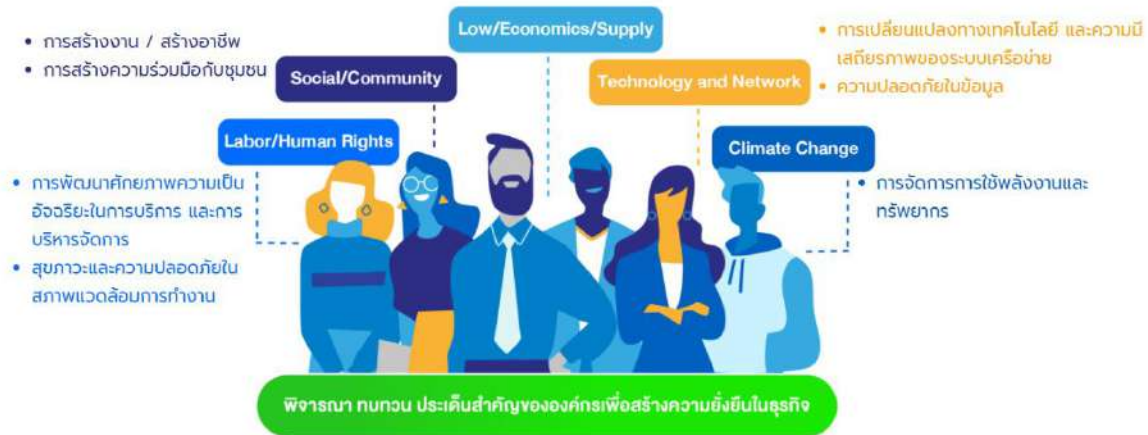 Low/Economics/Supply
• การสร้างงาน / สร้างอาชีพ
• การสร้างความร่วมมือกับชุมชน
Social/Community
Technology and Network
• การเปลี่ยนแปลงทางเทคโนโลยี และความมี
เสถียรภาพของระบบเครือข่าย
• ความปลอดภัยในข้อมูล
Labor/Human Rights
Climate Change
• การพัฒนาศักยภาพความเป็น
อัจฉริยะในการบริการ และการ
บริหารจัดการ
• สุขภาวะและความปลอดภัยใน
สภาพแวดล้อมการทำงาน
• การจัดการการใช้พลังงานและ
ทรัพยากร
พิจารณา ทบทวน ประเด็นสำคัญขององค์กรเพื่อสร้างความยั่งยืนในธุรกิจ